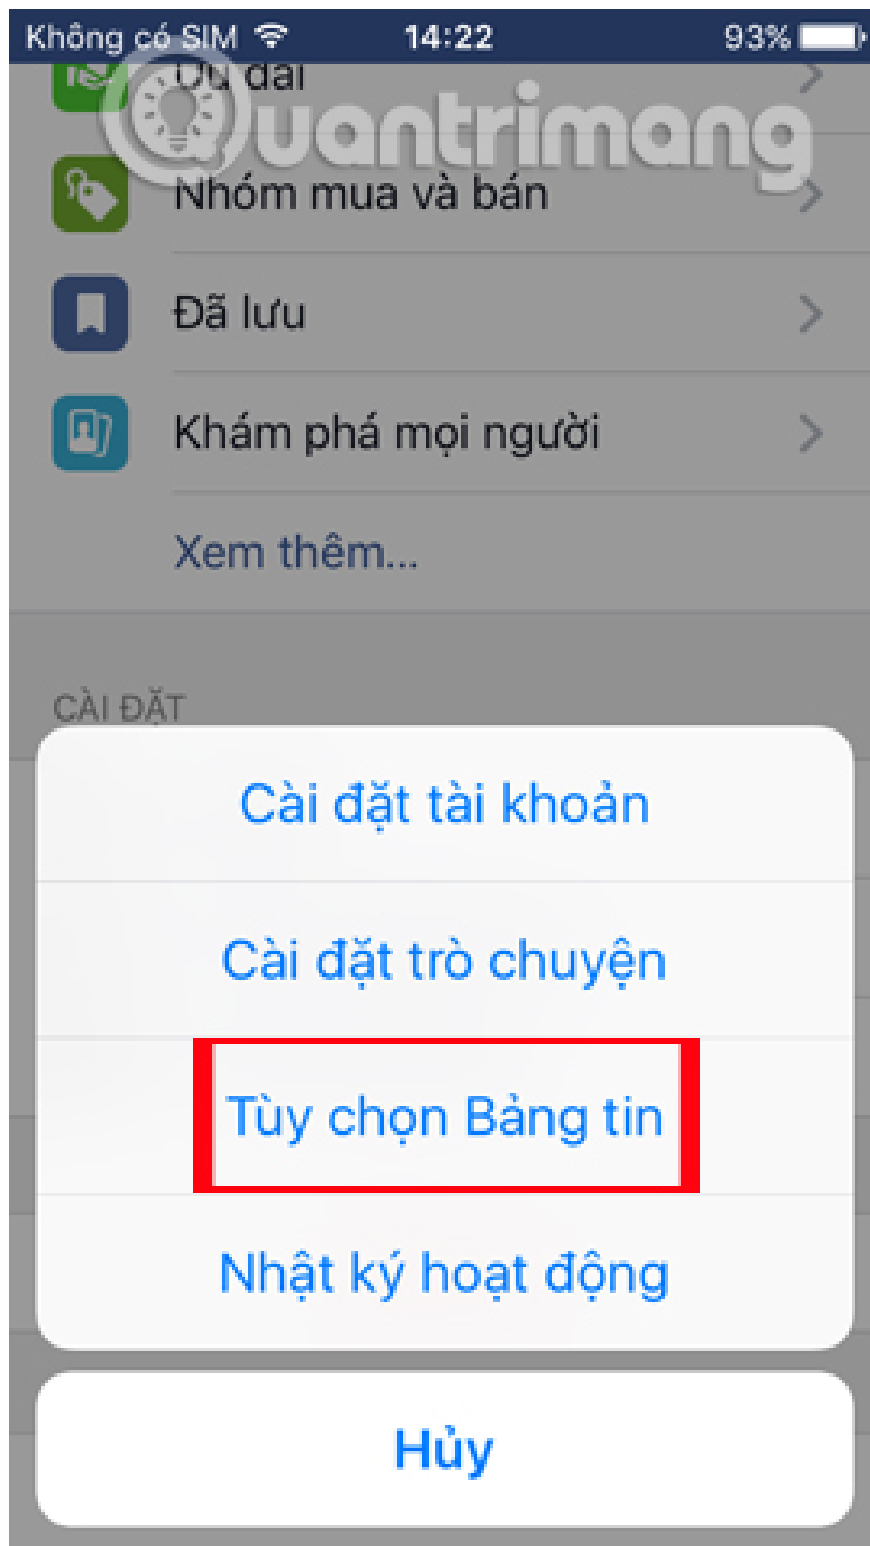 Không có SIM 14:22 93%
Ưu đãi
Quantrimang
Nhóm mua và bán
Đã lưu
Khám phá mọi người
Xem thêm...
CÀI ĐẶT
Cài đặt tài khoản
Cài đặt trò chuyện
Tùy chọn Bảng tin
Nhật ký hoạt động
Hủy